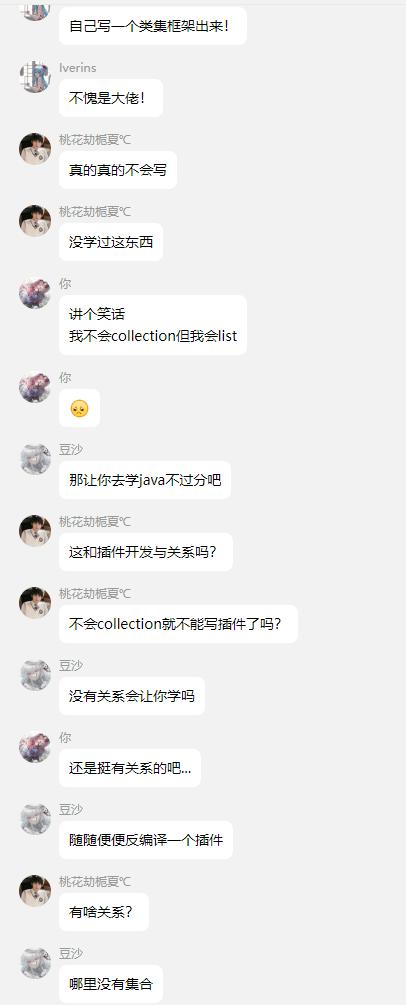 自己写一个类集框架出来！
lverins
不愧是大佬！
桃花劫栀夏℃
真的真的不会写
桃花劫栀夏℃
没学过这东西
你
讲个笑话
我不会collection但我会list
你
豆沙
那让你去学java不过分吧
桃花劫栀夏℃
这和插件开发与关系吗？
桃花劫栀夏℃
不会collection就不能写插件了吗？
豆沙
没有关系会让你学吗
你
还是挺有关系的吧...
豆沙
随随便便反编译一个插件
桃花劫栀夏℃
有啥关系？
豆沙
哪里没有集合